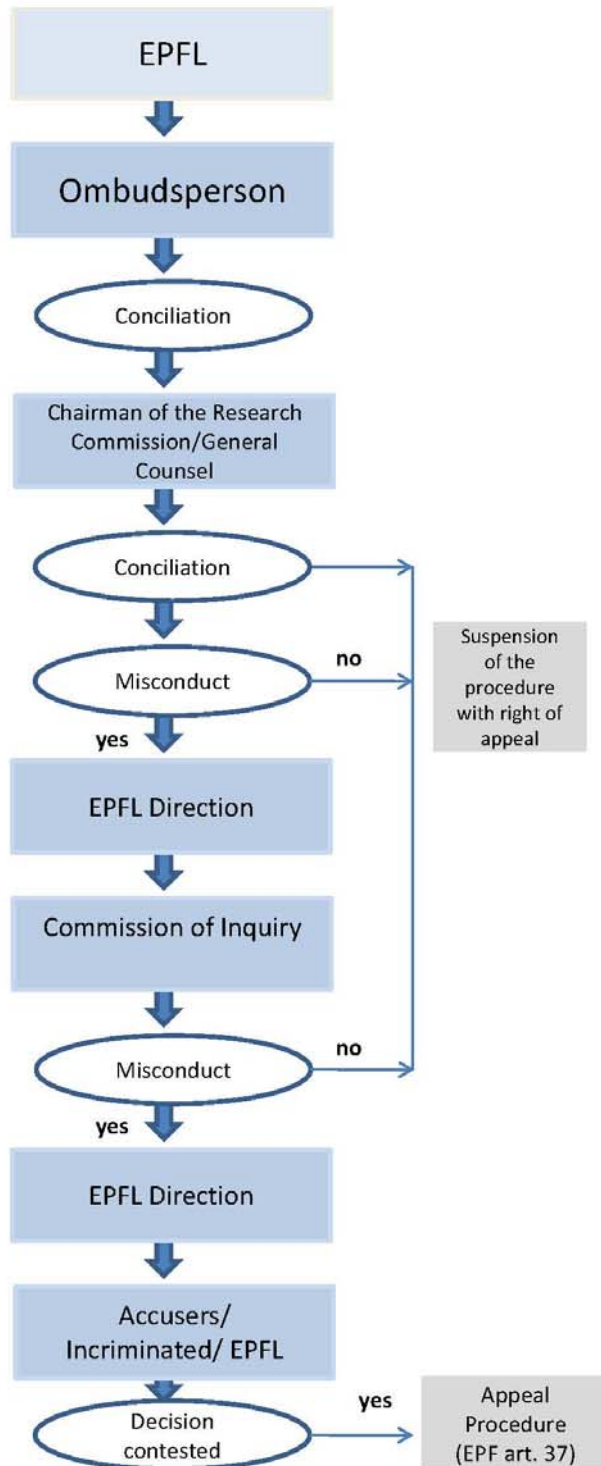 EPFL
Ombudsperson
Conciliation
Chairman of the Research
Commission/General
Counsel
Conciliation
Misconduct
no
Suspension
of the
procedure
with right of
appeal
yes
EPFL Direction
Commission of Inquiry
Misconduct
no
yes
EPFL Direction
Accusers/
Incriminated/ EPFL
Decision
contested
yes
Appeal
Procedure
(EPF art. 37)